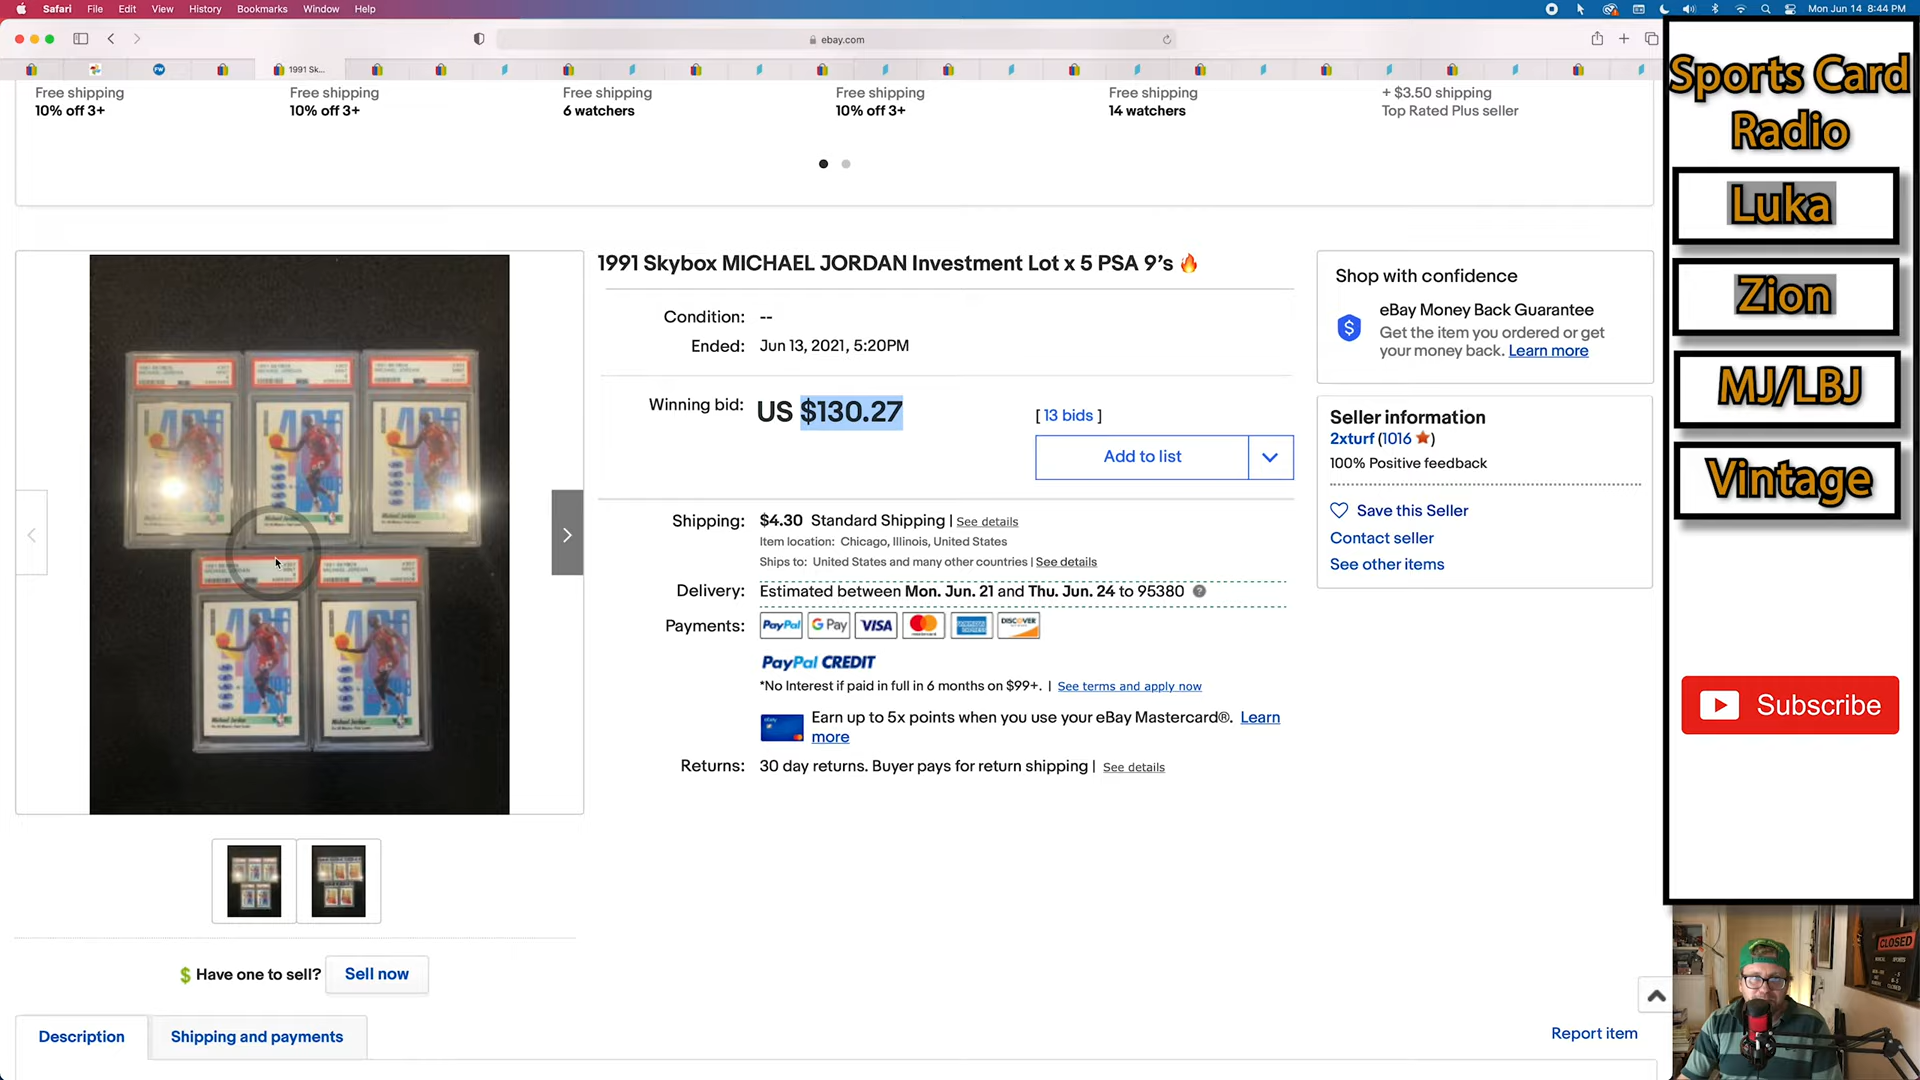 Safari File Edit View History Bookmarks Window Help
Mon Jun 14 8:44 PM
ebay.com
1991 Sk...
Free shipping
10% off 3+
Free shipping
10% off 3+
Free shipping
6 watchers
Free shipping
10% off 3+
Free shipping
14 watchers
+ $3.50 shipping
Top Rated Plus seller
1991 Skybox MICHAEL JORDAN Investment Lot x 5 PSA 9’s 🔥
Condition: --
Ended: Jun 13, 2021, 5:20PM
Winning bid: US $130.27
[ 13 bids ]
Add to list
Shipping: $4.30 Standard Shipping | See details
Item location: Chicago, Illinois, United States
Ships to: United States and many other countries | See details
Delivery: Estimated between Mon. Jun. 21 and Thu. Jun. 24 to 95380
Payments: PayPal G Pay VISA mastercard AMERICAN EXPRESS DISCOVER
PayPal CREDIT
*No Interest if paid in full in 6 months on $99+. | See terms and apply now
Earn up to 5x points when you use your eBay Mastercard®. Learn
more
Returns: 30 day returns. Buyer pays for return shipping | See details
Shop with confidence
eBay Money Back Guarantee
Get the item you ordered or get
your money back. Learn more
Seller information
2xturf (1016 ★)
100% Positive feedback
Save this Seller
Contact seller
See other items
Have one to sell? Sell now
Description
Shipping and payments
Report item
Sports Card
Radio
Luka
Zion
MJ/LBJ
Vintage
Subscribe
CLOSED